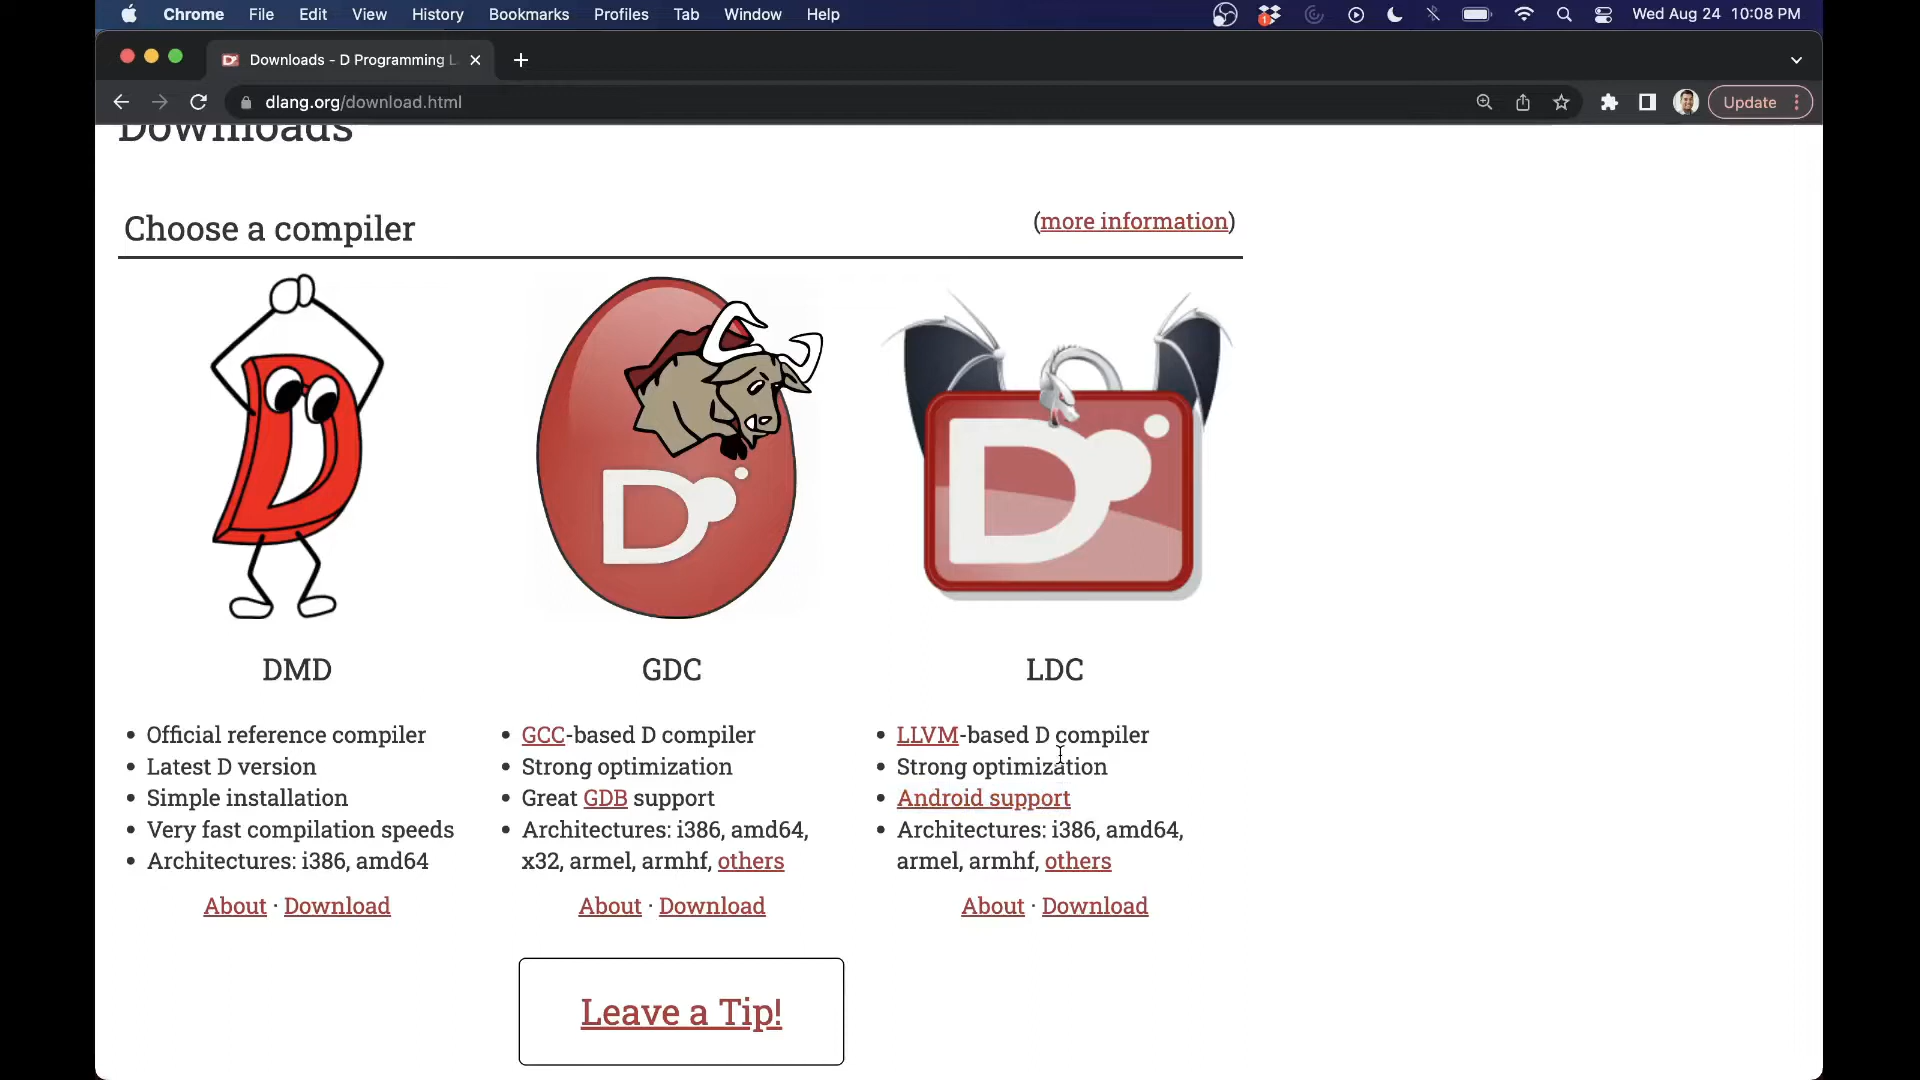 Chrome File Edit View History Bookmarks Profiles Tab Window Help
1
Wed Aug 24 10:08 PM
Downloads - D Programming L
dlang.org/download.html
Update
Downloads
Choose a compiler
(more information)
D
D
D
DMD
Official reference compiler
Latest D version
Simple installation
Very fast compilation speeds
Architectures: i386, amd64
About · Download
GDC
GCC-based D compiler
Strong optimization
Great GDB support
Architectures: i386, amd64,
x32, armel, armhf, others
About · Download
LDC
LLVM-based D compiler
Strong optimization
Android support
Architectures: i386, amd64,
armel, armhf, others
About · Download
Leave a Tip!